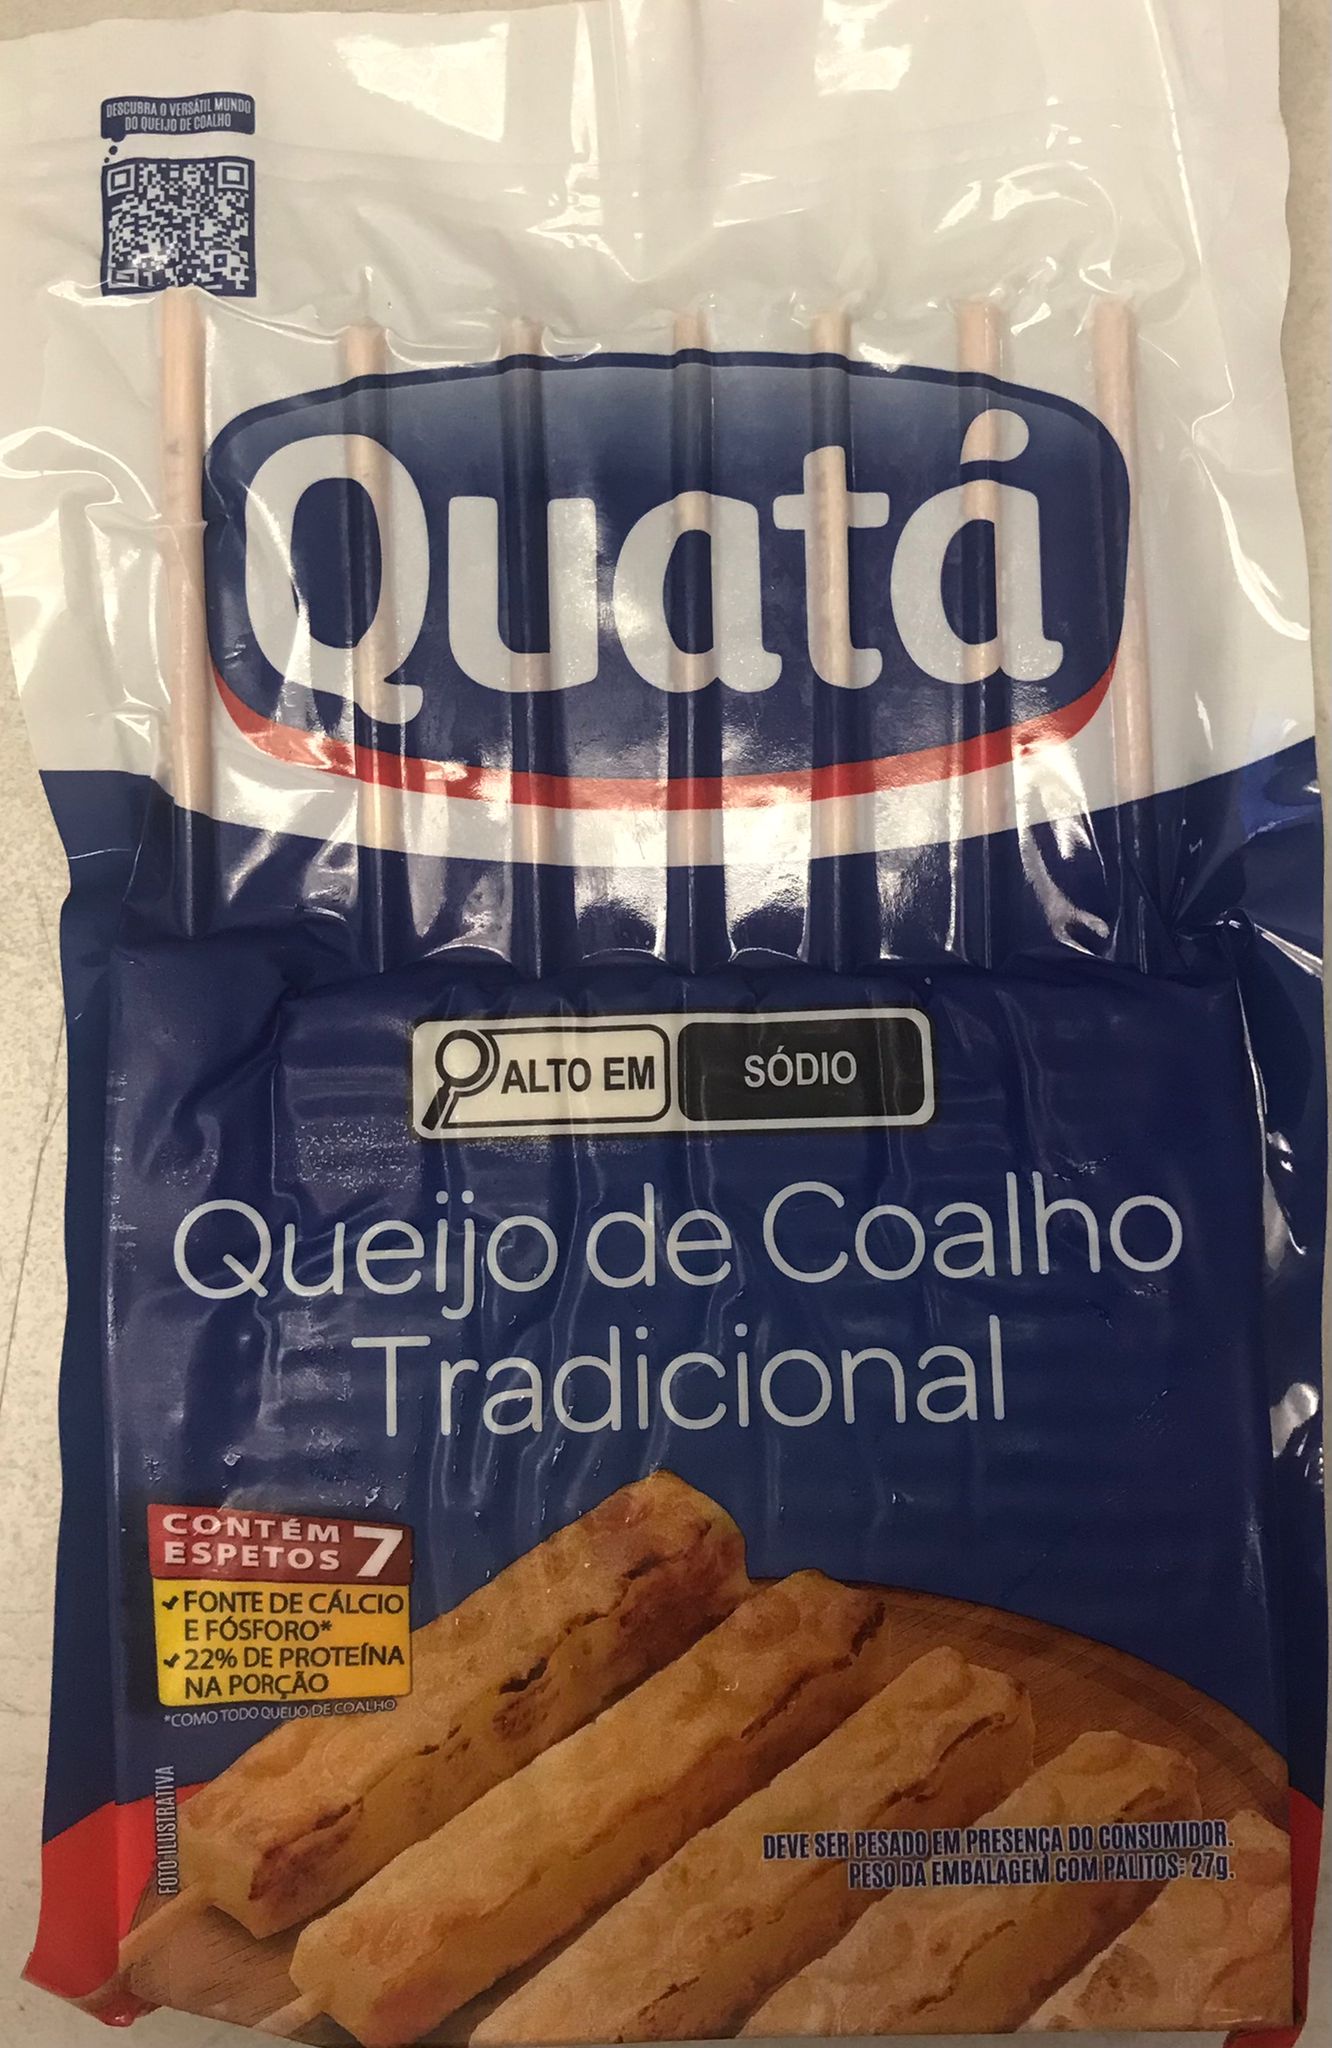 DESCUBRA O VERSÁTIL MUNDO
DO QUEIJO DE COALHO
Quatá
ALTO EM SÓDIO
Queijo de Coalho
Tradicional
CONTÉM 7
ESPETOS
FONTE DE CÁLCIO
E FÓSFORO*
22% DE PROTEÍNA
NA PORÇÃO
*COMO TODO QUEIJO DE COALHO
FOTO ILUSTRATIVA
DEVE SER PESADO EM PRESENÇA DO CONSUMIDOR.
PESO DA EMBALAGEM COM PALITOS: 27g.